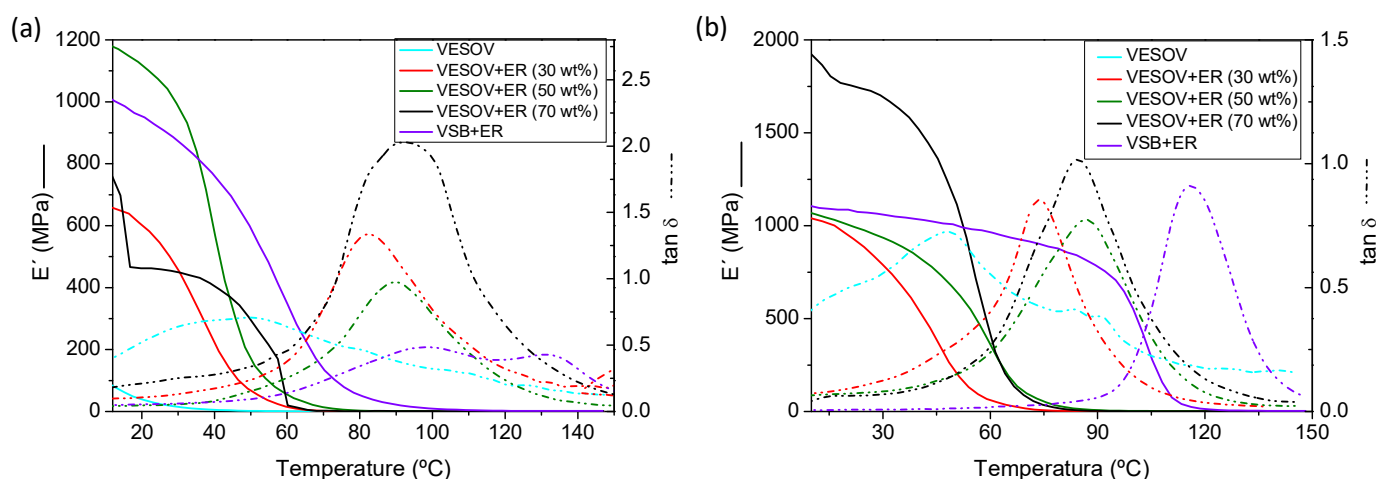 (a)
1200
1000
800
600
400
200
0
E´ (MPa)
20 40 60 80 100 120 140
Temperature (ºC)
2.5
2.0
1.5
1.0
0.5
0.0
tan δ
VESOV
VESOV+ER (30 wt%)
VESOV+ER (50 wt%)
VESOV+ER (70 wt%)
VSB+ER
(b)
2000
1500
1000
500
0
E´ (MPa)
30 60 90 120 150
Temperatura (ºC)
1.5
1.0
0.5
0.0
tan δ
VESOV
VESOV+ER (30 wt%)
VESOV+ER (50 wt%)
VESOV+ER (70 wt%)
VSB+ER